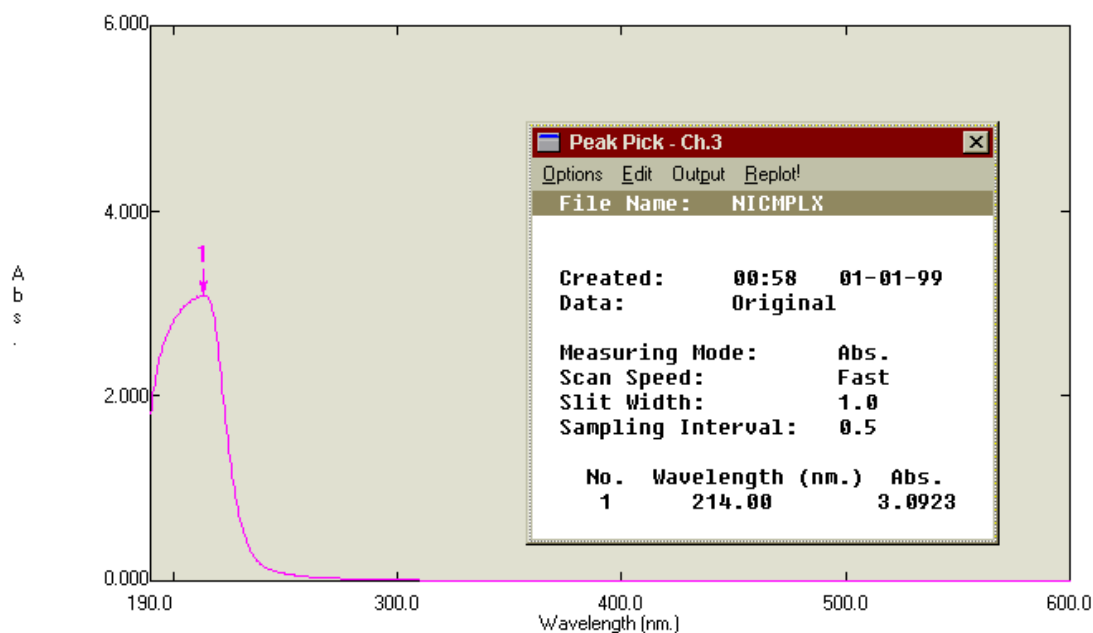 6.000
4.000
2.000
0.000
Abs.
1
190.0 300.0 400.0 500.0 600.0
Wavelength (nm.)
Peak Pick - Ch.3
Options Edit Output Replot!
File Name: NICMPLX
Created: 00:58 01-01-99
Data: Original
Measuring Mode: Abs.
Scan Speed: Fast
Slit Width: 1.0
Sampling Interval: 0.5
No. Wavelength (nm.) Abs.
1 214.00 3.0923